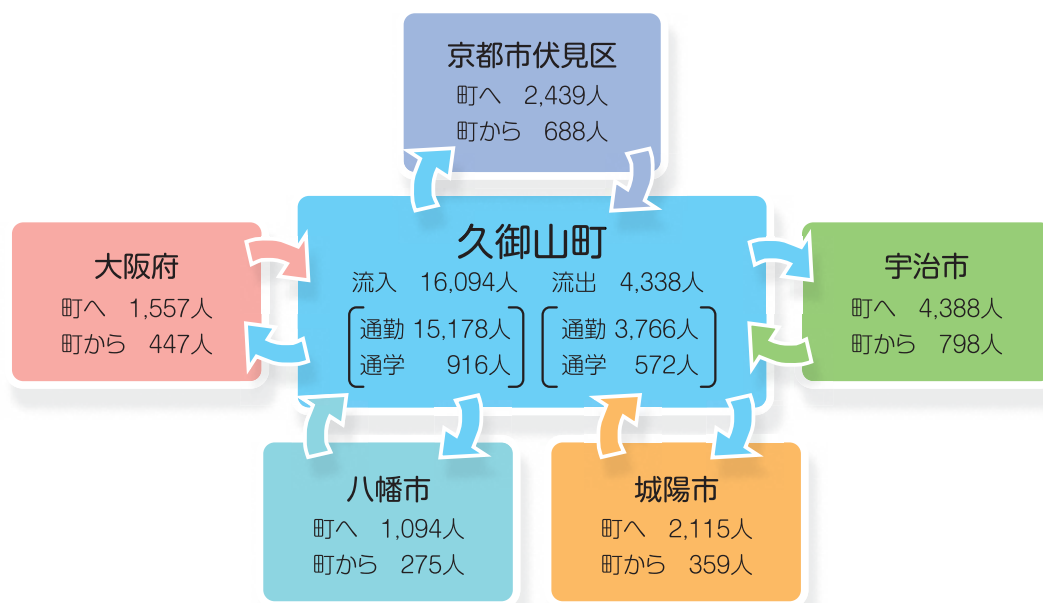 京都市伏見区
町へ　2,439人
町から　688人
久御山町
流入　16,094人　流出　4,338人
通勤 15,178人　通勤 3,766人
通学　916人　通学　572人
大阪府
町へ　1,557人
町から　447人
宇治市
町へ　4,388人
町から　798人
八幡市
町へ　1,094人
町から　275人
城陽市
町へ　2,115人
町から　359人